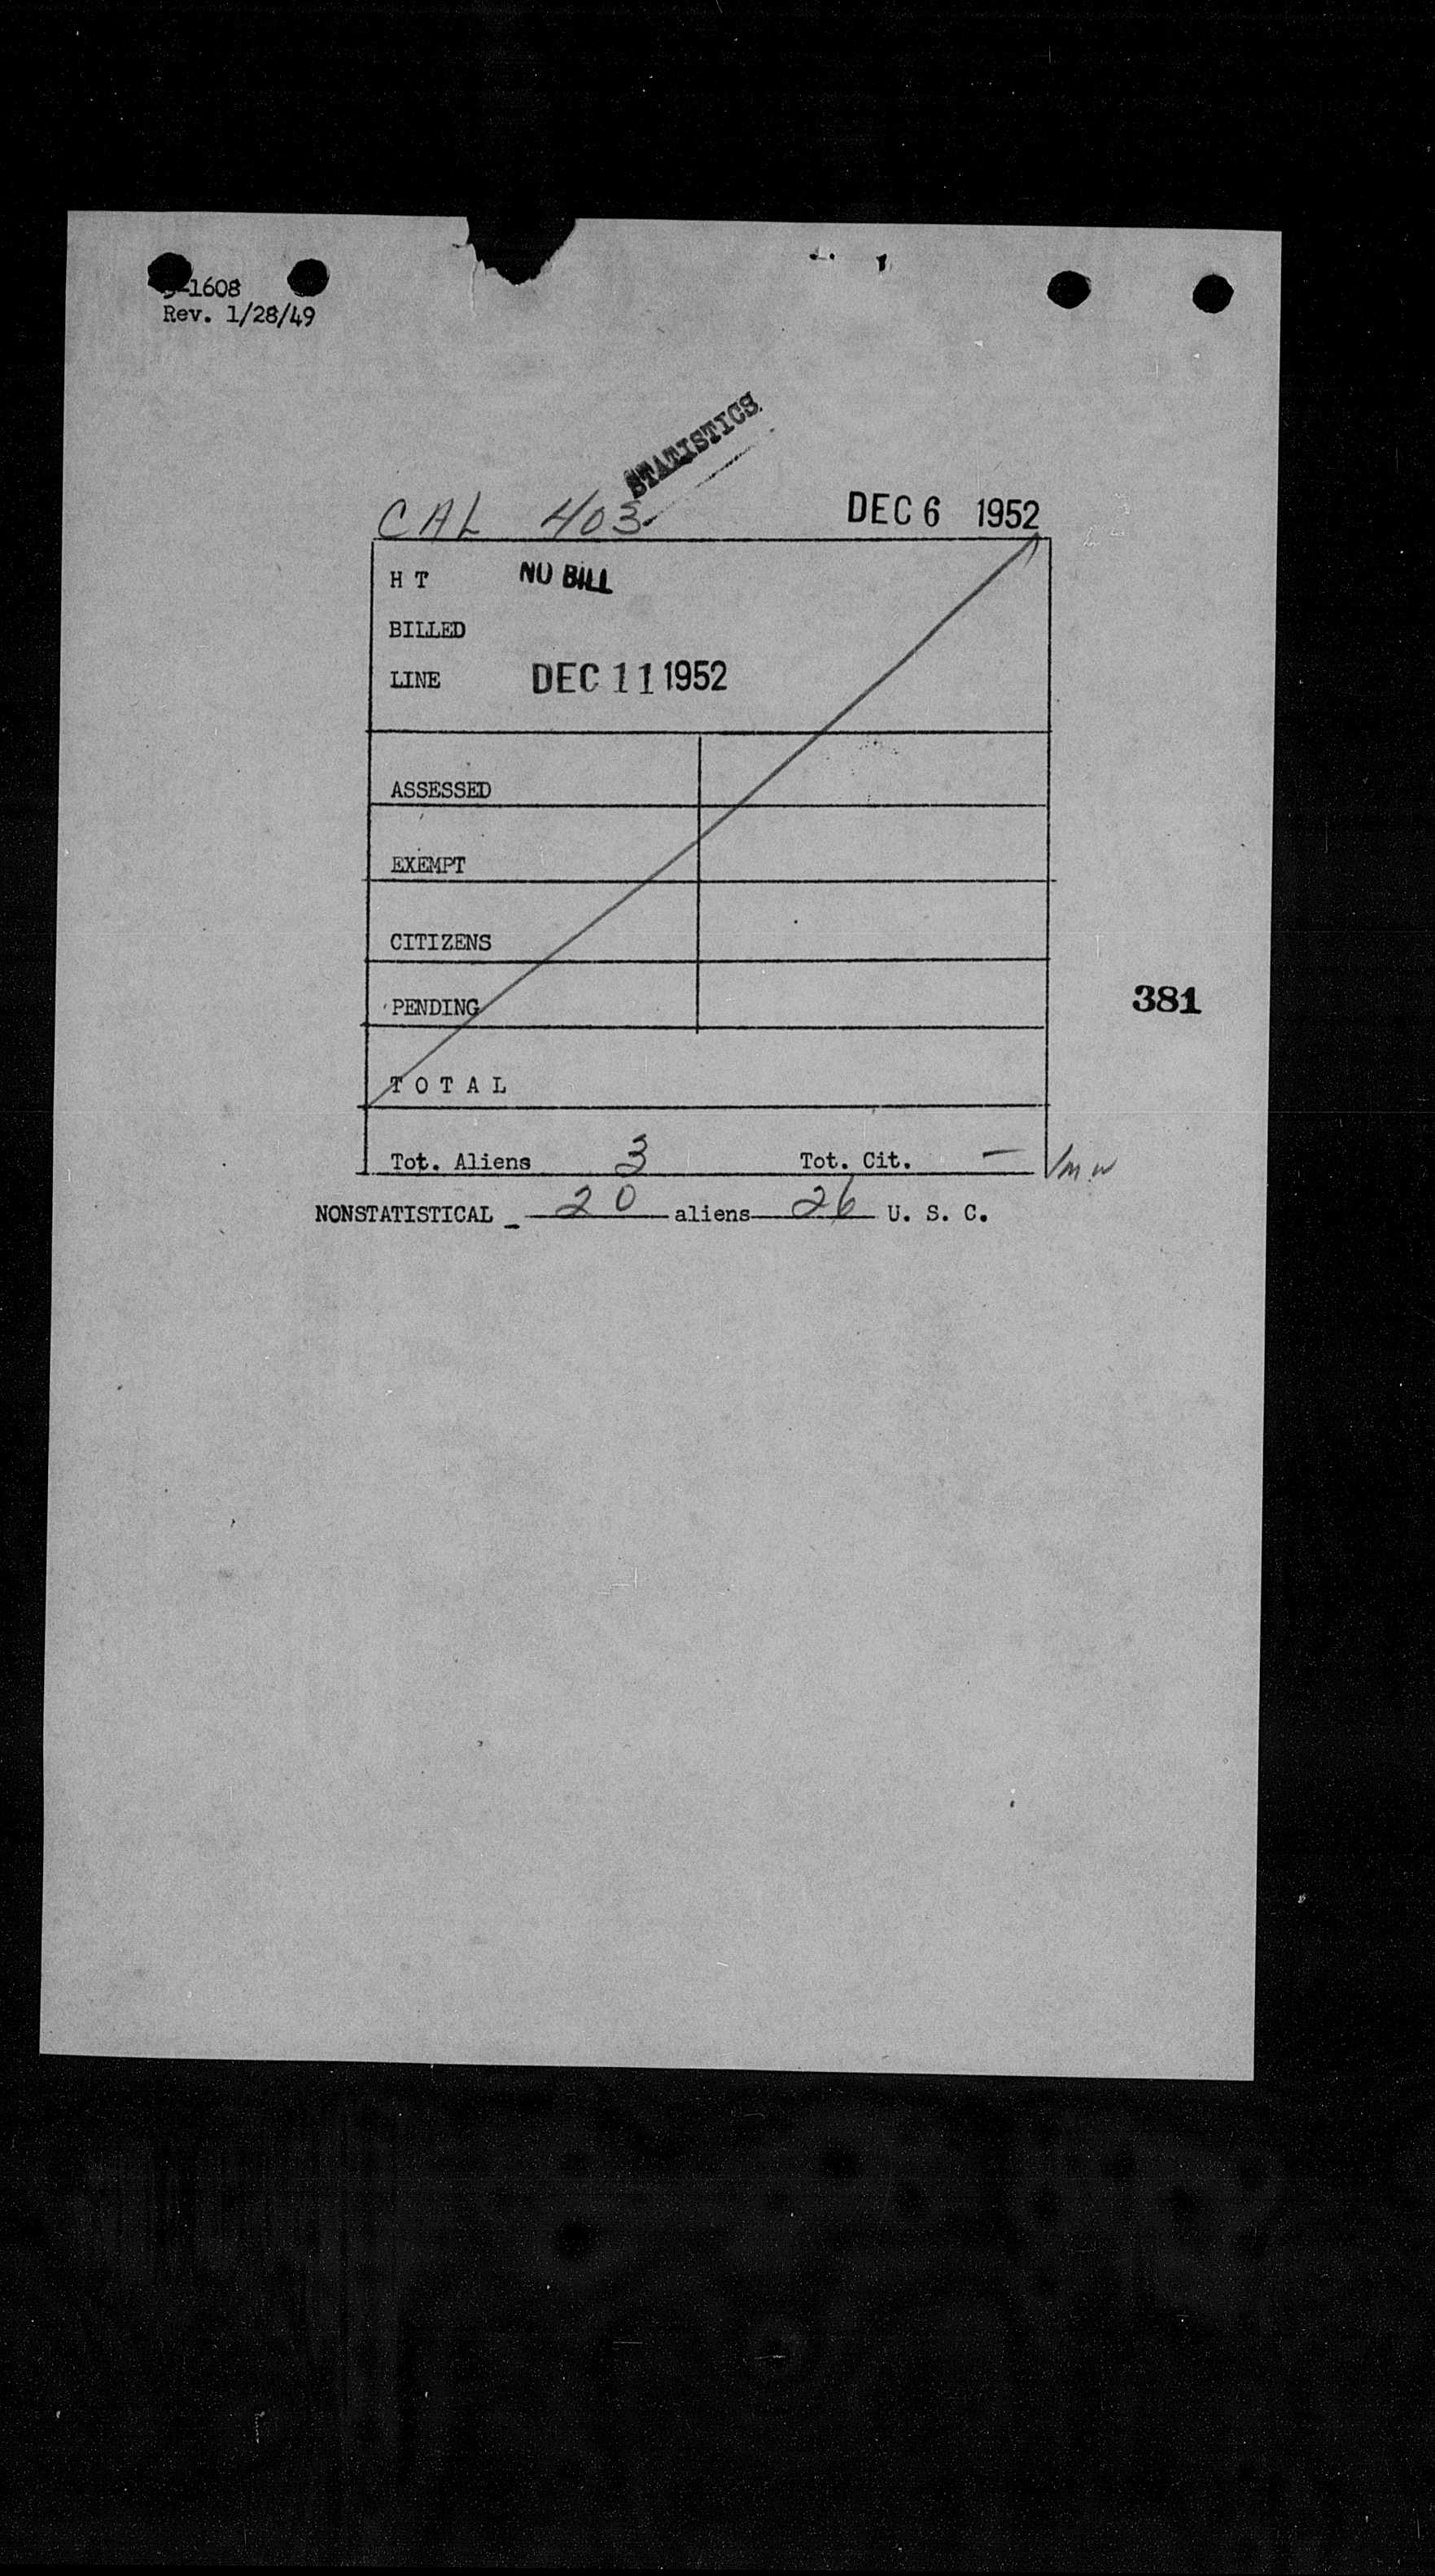 -1608
Rev. 1/28/49
STATISTICS
CAL 403 DEC 6 1952
H T NO BILL
BILLED
LINE DEC 11 1952
ASSESSED
EXEMPT
CITIZENS
PENDING
T O T A L
381
Tot. Aliens 3 Tot. Cit. —
NONSTATISTICAL - 20 aliens 26 U. S. C.